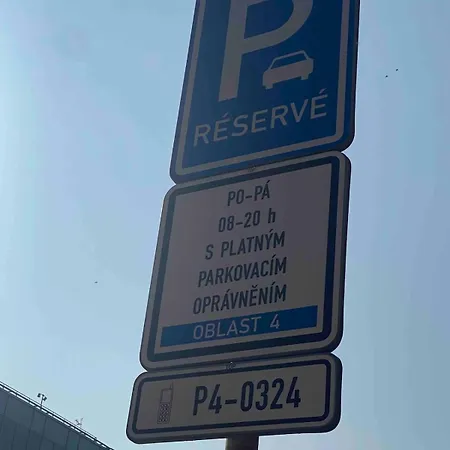 P
RÉSERVÉ
PO-PÁ
08-20 h
S PLATNÝM
PARKOVACÍM
OPRÁVNĚNÍM
OBLAST 4
P4-0324